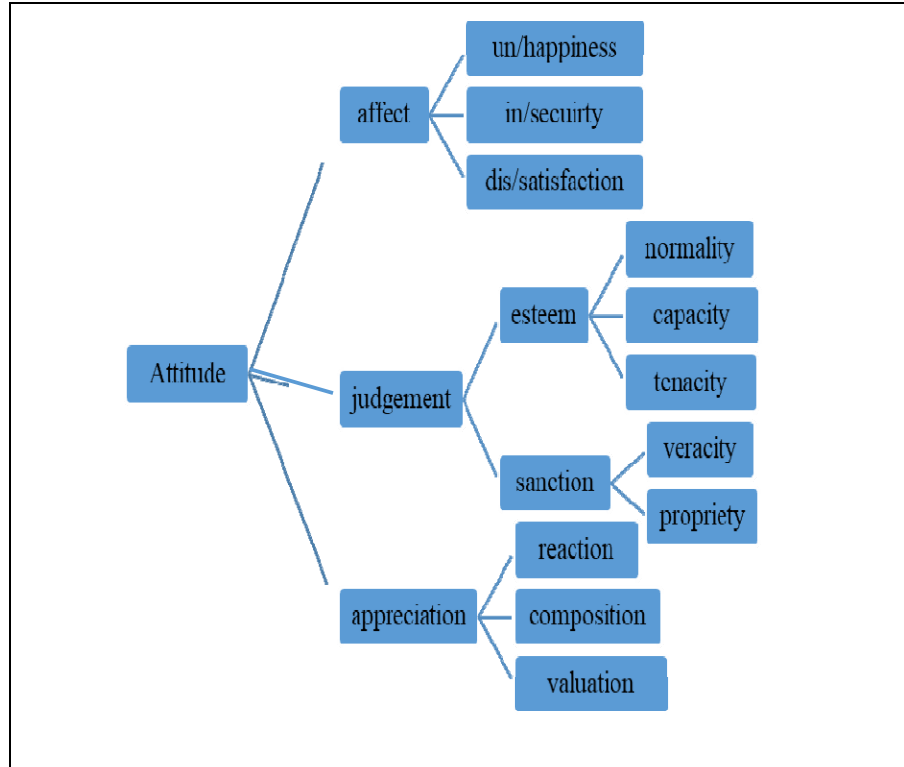 un/happiness
affect
in/secuirty
dis/satisfaction
normality
esteem
capacity
Attitude
tenacity
judgement
veracity
sanction
propriety
reaction
appreciation
composition
valuation